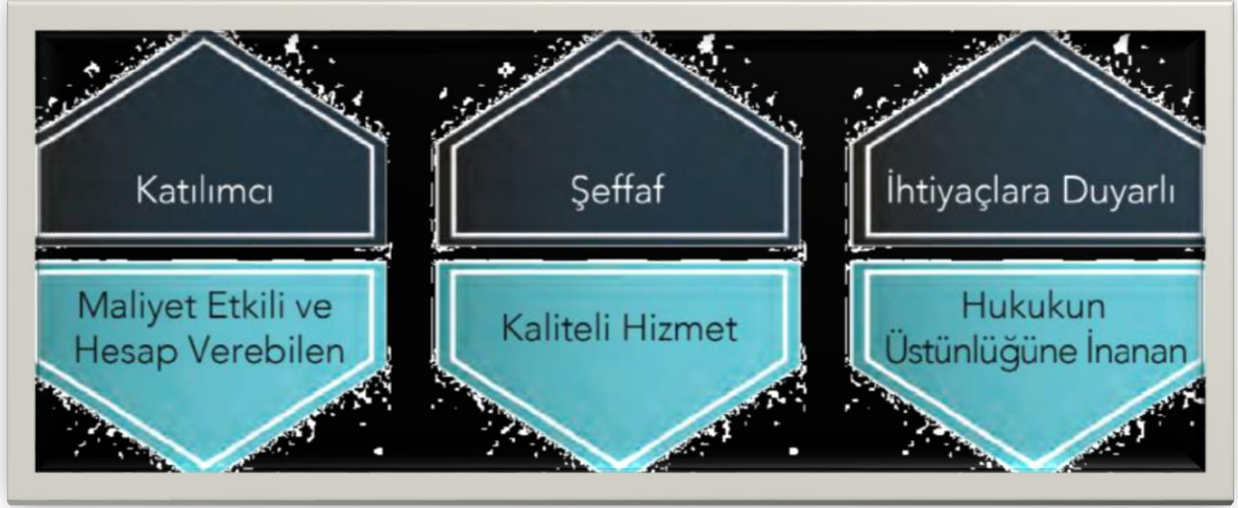 Katılımcı
Şeffaf
İhtiyaçlara Duyarlı
Maliyet Etkili ve
Hesap Verebilen
Kaliteli Hizmet
Hukukun
Üstünlüğüne İnanan